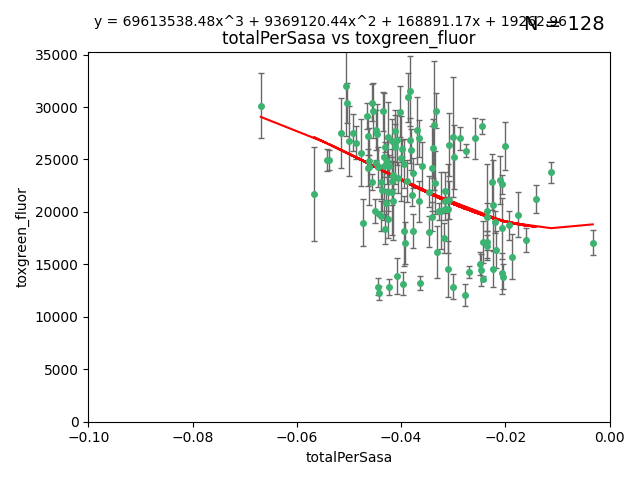 y = 69613538.48x^3 + 9369120.44x^2 + 168891.17x + 19262.96
N = 128
totalPerSasa vs toxgreen_fluor
35000
30000
25000
20000
15000
10000
5000
0
toxgreen_fluor
−0.10 −0.08 −0.06 −0.04 −0.02 0.00
totalPerSasa